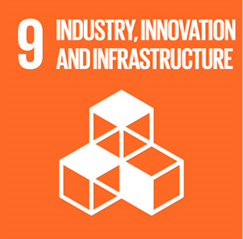 9 INDUSTRY, INNOVATION
AND INFRASTRUCTURE